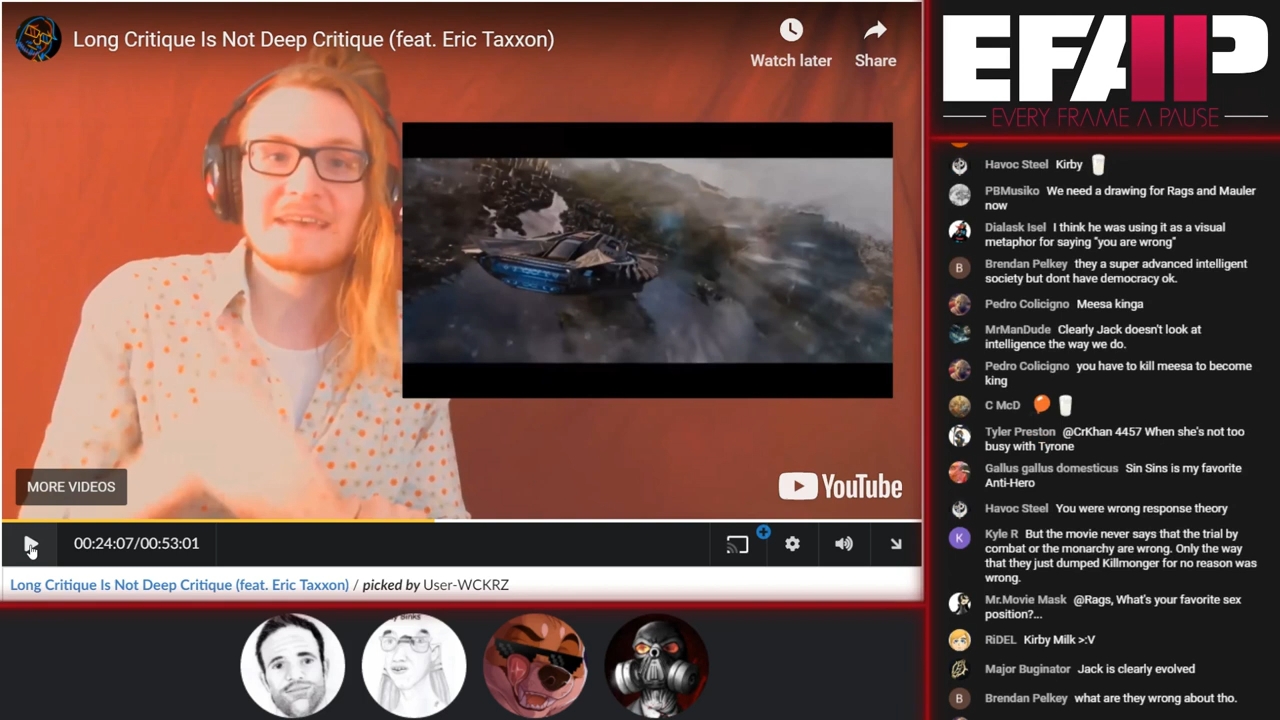 Long Critique Is Not Deep Critique (feat. Eric Taxxon)
Watch later
Share
MORE VIDEOS
YouTube
00:24:07/00:53:01
Long Critique Is Not Deep Critique (feat. Eric Taxxon) / picked by User-WCKRZ
EFAP
EVERY FRAME A PAUSE
Havoc Steel Kirby
PBMusiko We need a drawing for Rags and Mauler
now
Dialask Isel I think he was using it as a visual
metaphor for saying "you are wrong"
B
Brendan Pelkey they a super advanced intelligent
society but dont have democracy ok.
Pedro Colicigno Meesa kinga
MrManDude Clearly Jack doesn't look at
intelligence the way we do.
Pedro Colicigno you have to kill meesa to become
king
C McD
Tyler Preston @CrKhan 4457 When she's not too
busy with Tyrone
Gallus gallus domesticus Sin Sins is my favorite
Anti-Hero
Havoc Steel You were wrong response theory
K
Kyle R But the movie never says that the trial by
combat or the monarchy are wrong. Only the way
that they just dumped Killmonger for no reason was
wrong.
Mr.Movie Mask @Rags, What's your favorite sex
position?...
RiDEL Kirby Milk >:V
Major Buginator Jack is clearly evolved
B
Brendan Pelkey what are they wrong about tho.